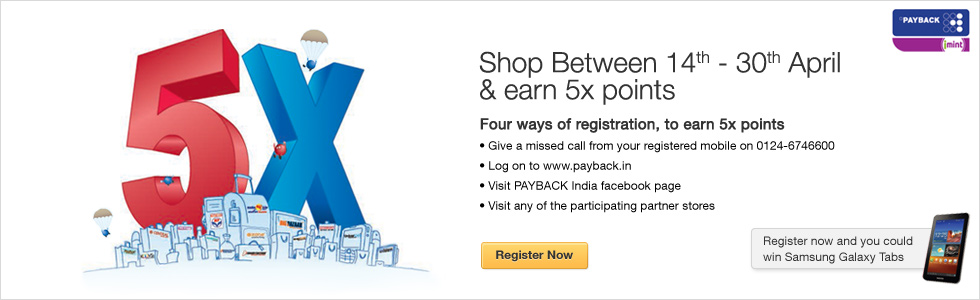 PAYBACK
imint
5X
Shop Between 14th - 30th April
& earn 5x points
Four ways of registration, to earn 5x points
• Give a missed call from your registered mobile on 0124-6746600
• Log on to www.payback.in
• Visit PAYBACK India facebook page
• Visit any of the participating partner stores
Register Now
Register now and you could
win Samsung Galaxy Tabs